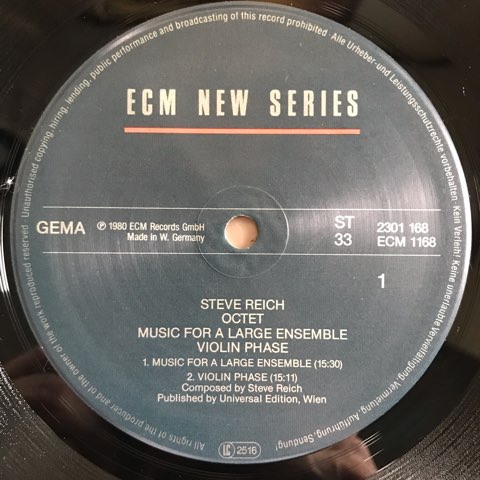 Unauthorised copying, hiring, lending, public performance and broadcasting of this record prohibited · Alle Urheber- und Leistungsschutzrechte vorbehalten · Kein Verleih! Keine unerlaubte Vervielfältigung, Vermietung, Aufführung, Sendung!
All rights of the producer and of the owner of the work reproduced reserved ·
ECM NEW SERIES
GEMA
℗ 1980 ECM Records GmbH
Made in W. Germany
ST
33
2301 168
ECM 1168
1
STEVE REICH
OCTET
MUSIC FOR A LARGE ENSEMBLE
VIOLIN PHASE
1. MUSIC FOR A LARGE ENSEMBLE (15:30)
2. VIOLIN PHASE (15:11)
Composed by Steve Reich
Published by Universal Edition, Wien
LC 2516